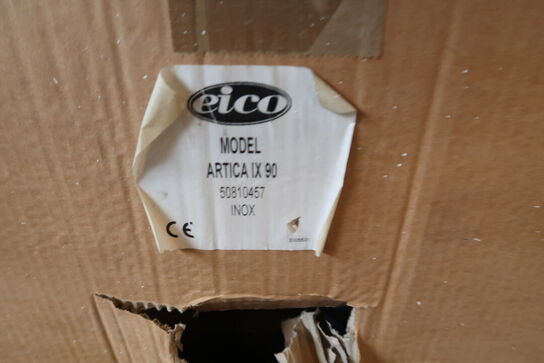 eico
MODEL
ARTICA IX 90
50810457
INOX
CE